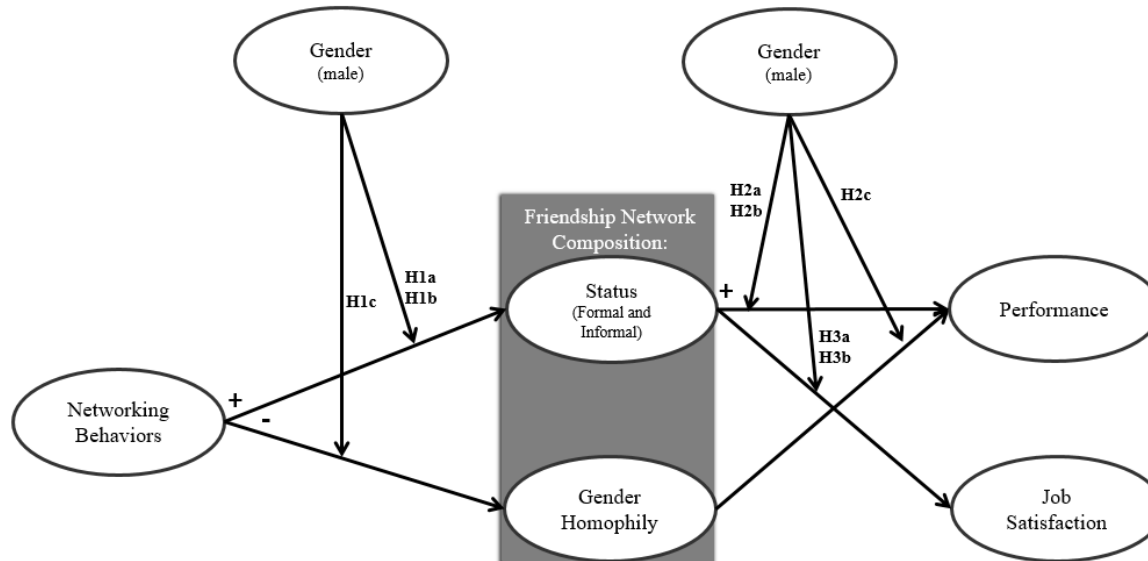 Gender
(male)
Gender
(male)
H2a
H2b
H2c
Friendship Network
Composition:
H1a
H1b
H1c
Status
(Formal and
Informal)
+
Performance
H3a
H3b
Networking
Behaviors
+
-
Gender
Homophily
Job
Satisfaction